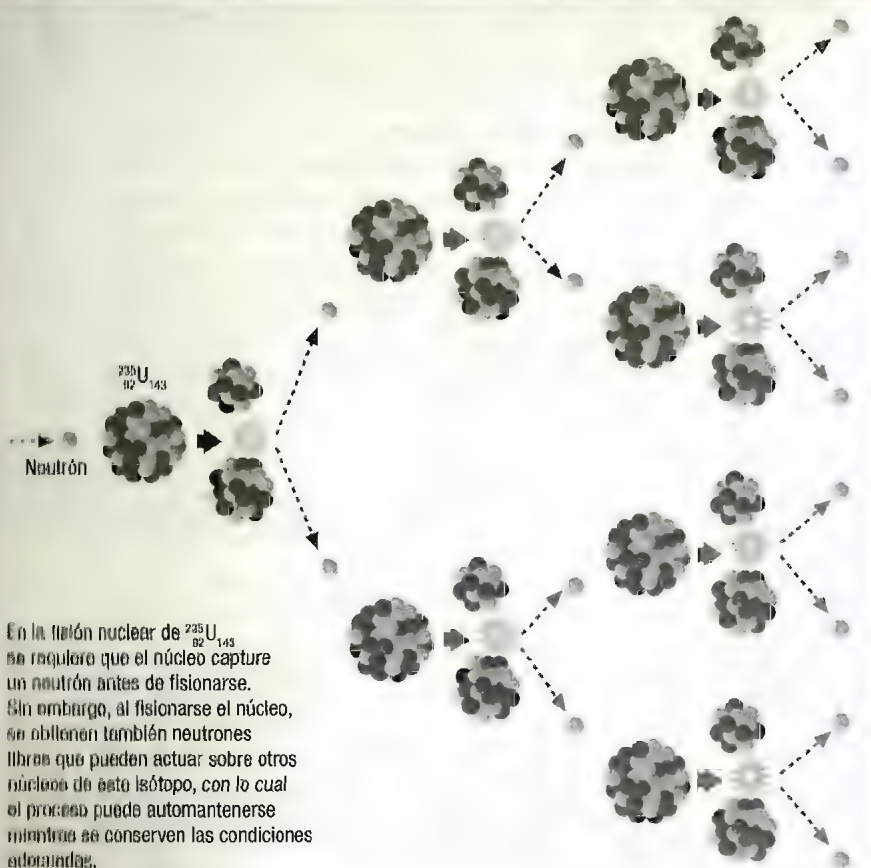 ²³⁵₉₂U₁₄₃
Neutrón
En la fisión nuclear de ²³⁵₉₂U₁₄₃
se requiere que el núcleo capture
un neutrón antes de fisionarse.
Sin embargo, al fisionarse el núcleo,
se obtienen también neutrones
libres que pueden actuar sobre otros
núcleos de este isótopo, con lo cual
el proceso puede automantenerse
mientras se conserven las condiciones
adecuadas.